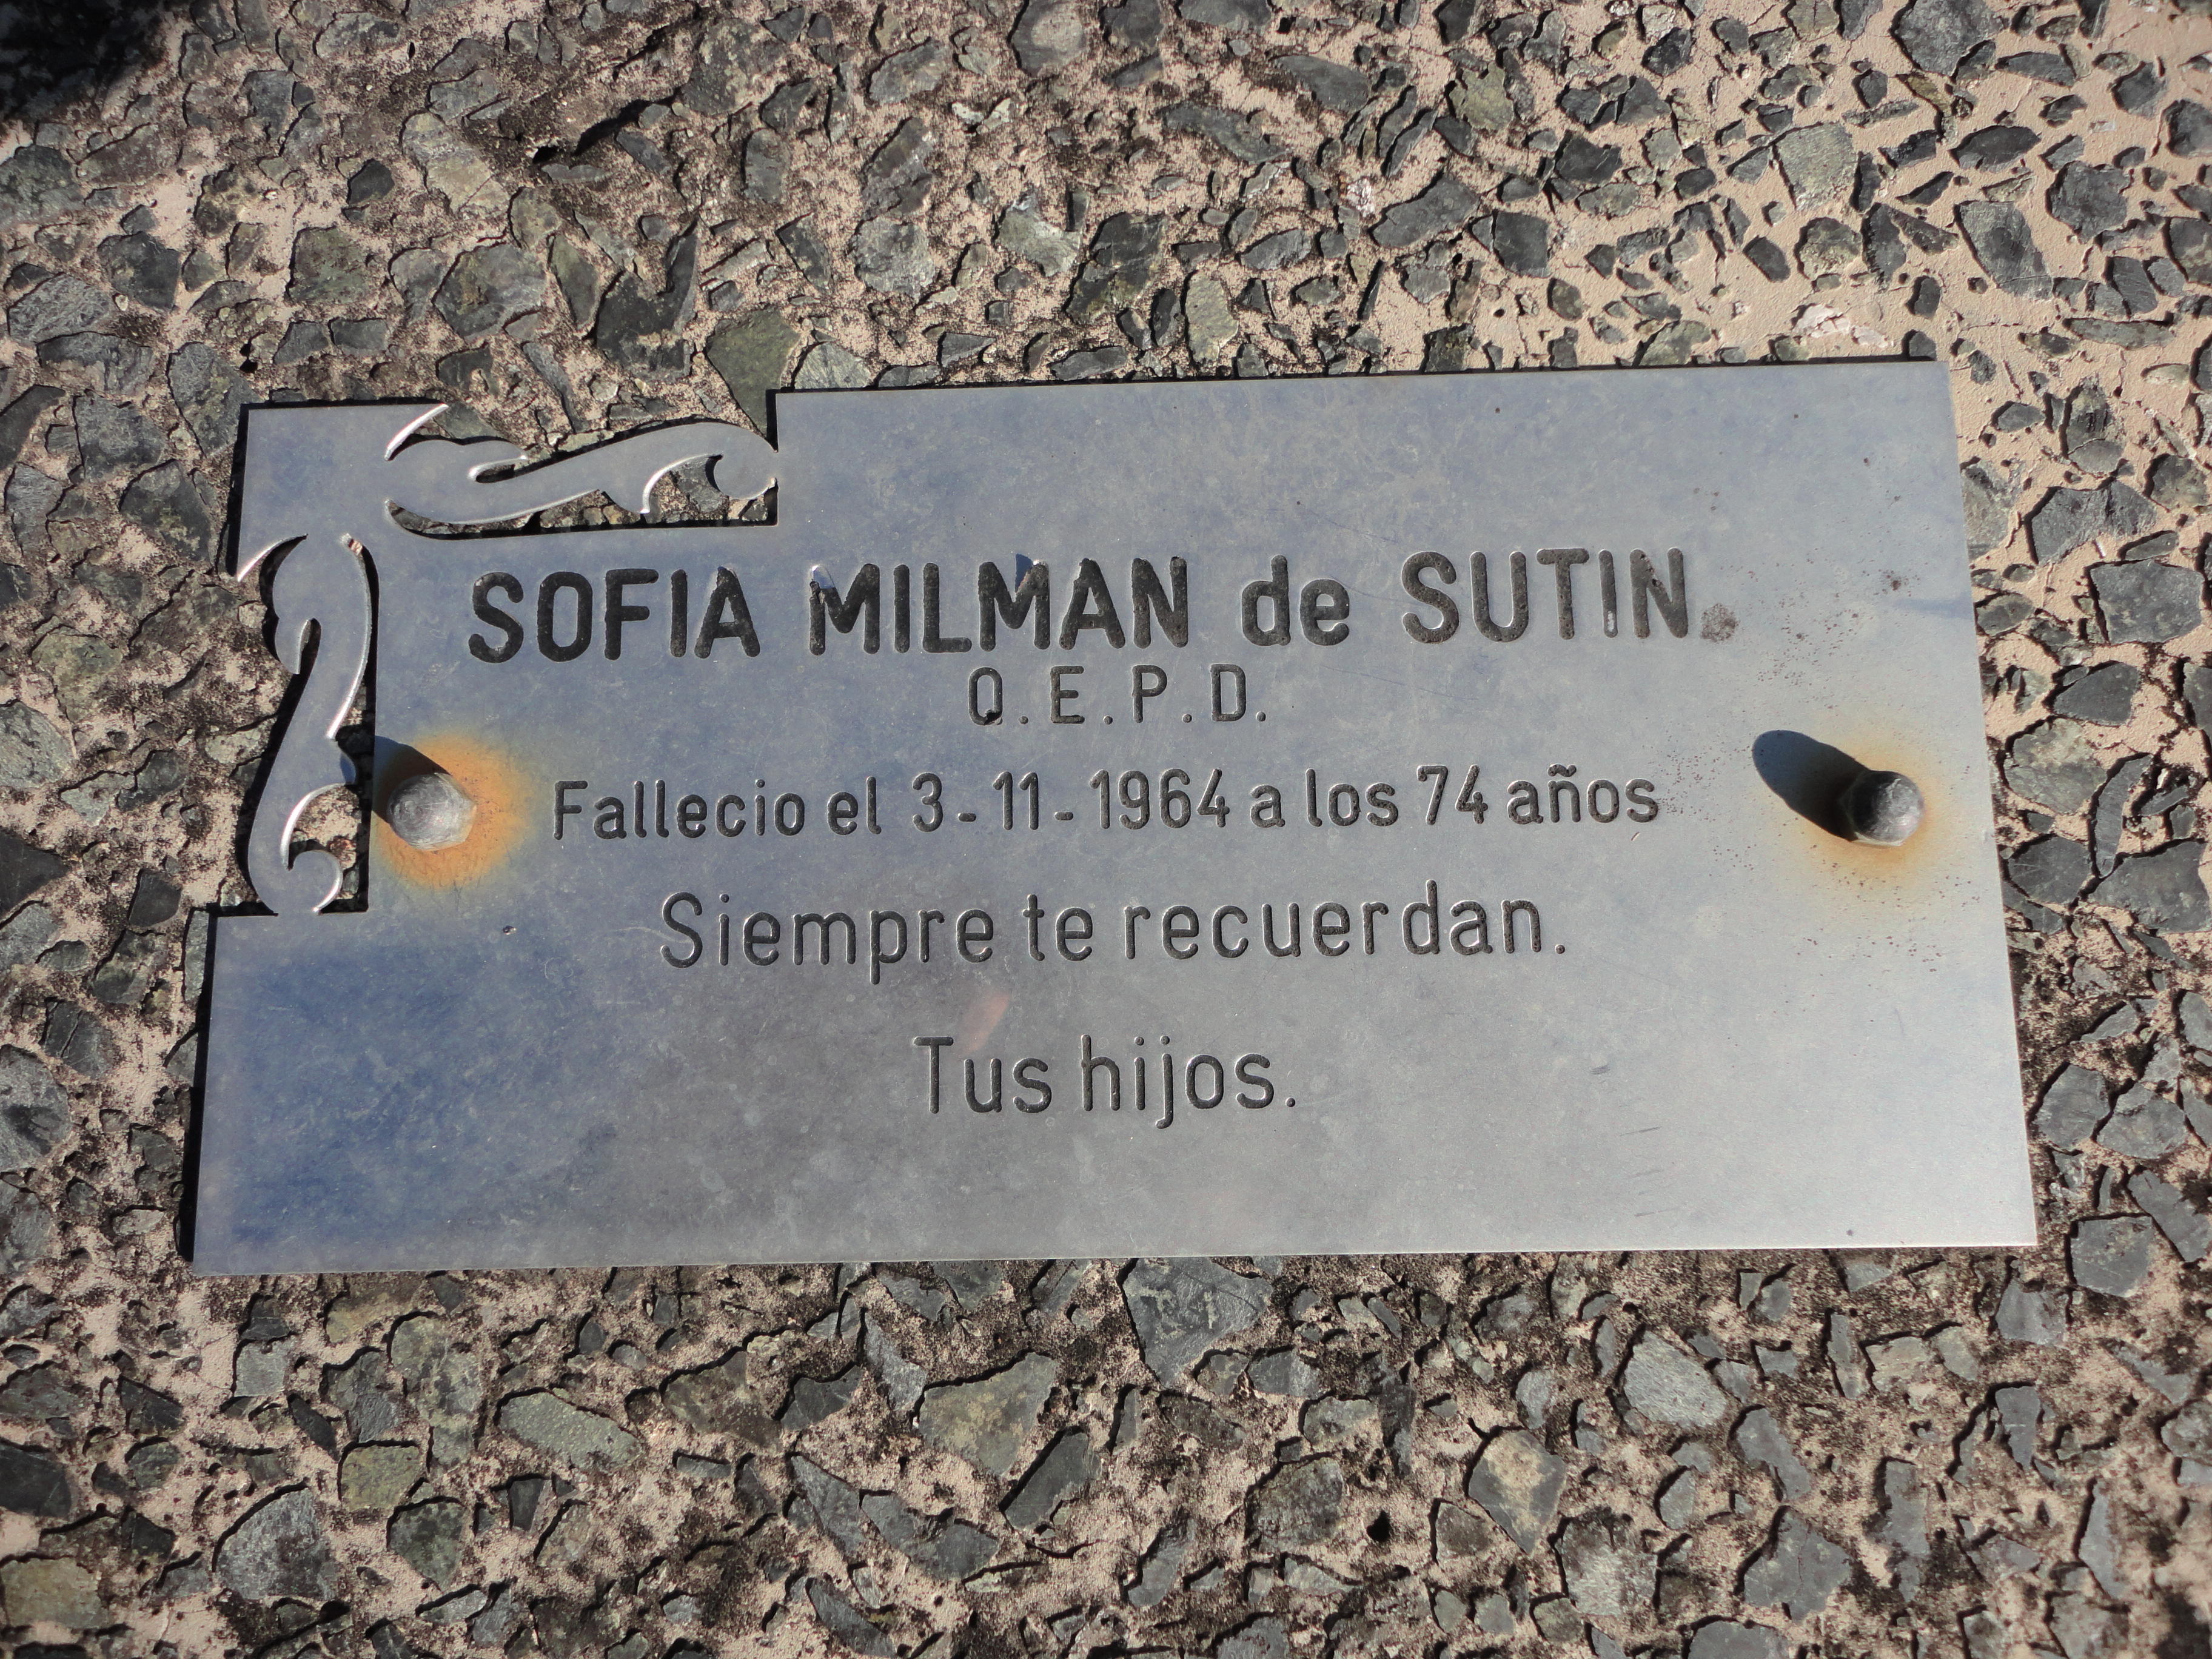 SOFIA MILMAN de SUTIN
Q.E.P.D.
Fallecio el 3-11-1964 a los 74 años
Siempre te recuerdan.
Tus hijos.